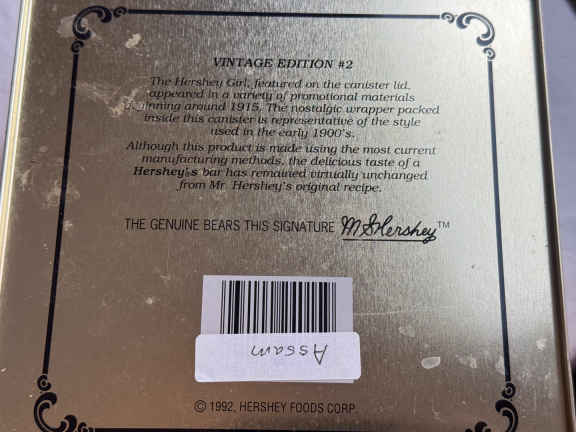 VINTAGE EDITION #2
The Hershey Girl, featured on the canister lid,
appeared in a variety of promotional materials
beginning around 1915. The nostalgic wrapper packed
inside this canister is representative of the style
used in the early 1900's.
Although this product is made using the most current
manufacturing methods, the delicious taste of a
Hershey's bar has remained virtually unchanged
from Mr. Hershey's original recipe.
THE GENUINE BEARS THIS SIGNATURE M.S.Hershey™
Assam
© 1992, HERSHEY FOODS CORP.